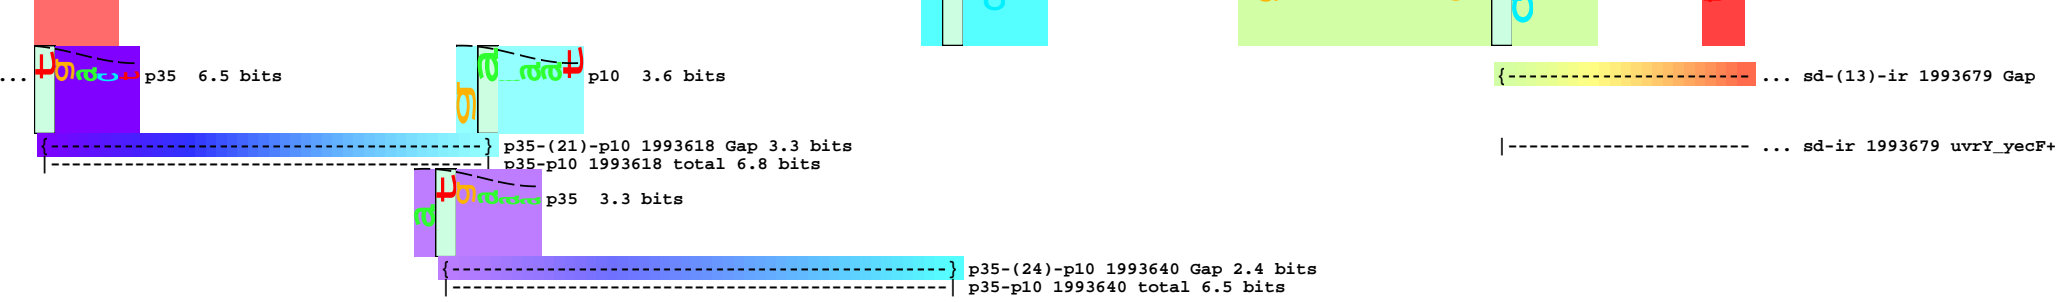 ... p35 6.5 bits p10 3.6 bits {----------------------- ... sd-(13)-ir 1993679 Gap
{-----------------------------------------} p35-(21)-p10 1993618 Gap 3.3 bits |---------------------- ... sd-ir 1993679 uvrY_yecF+
|-----------------------------------------| p35-p10 1993618 total 6.8 bits
p35 3.3 bits
{-----------------------------------------------} p35-(24)-p10 1993640 Gap 2.4 bits
|-----------------------------------------------| p35-p10 1993640 total 6.5 bits